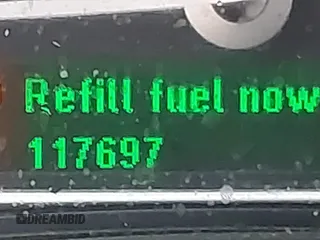 Refill fuel now
117697
DREAMBID